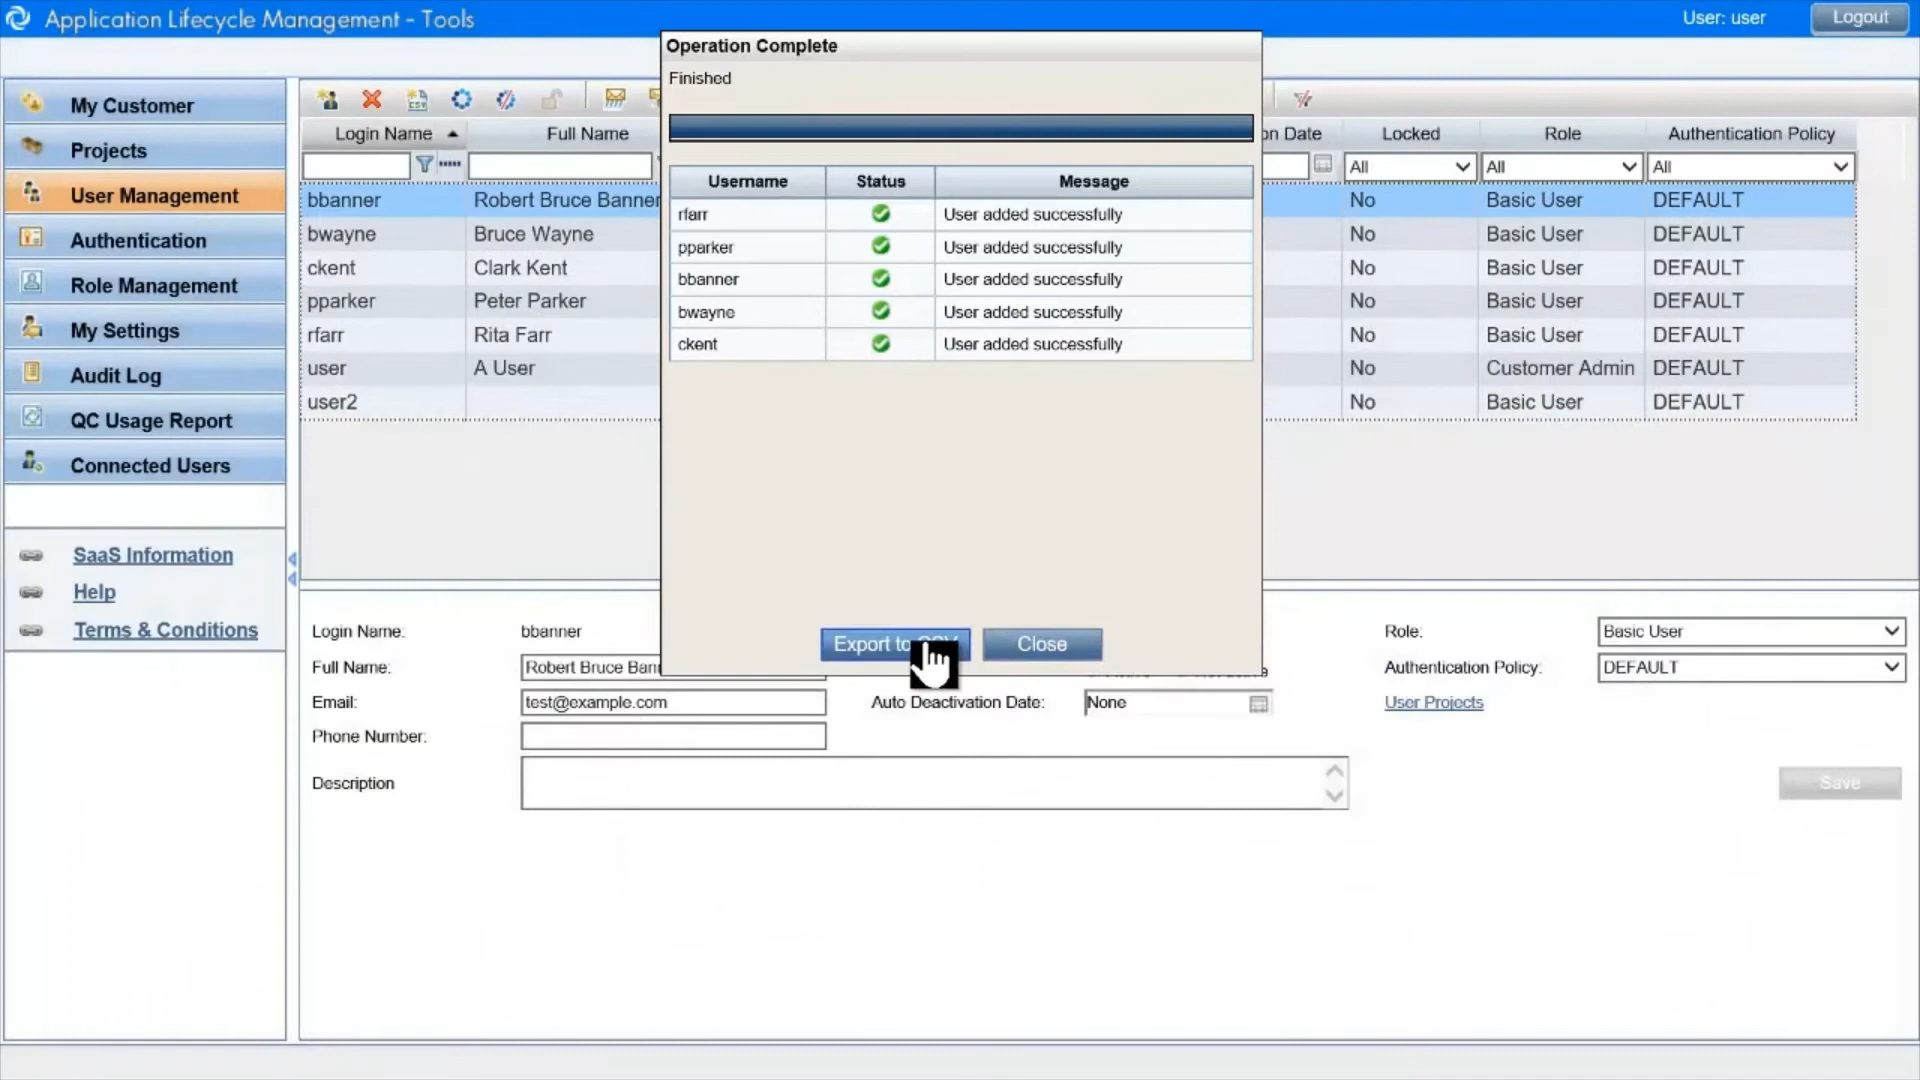 Application Lifecycle Management - Tools
User: user
Logout
My Customer
Projects
User Management
Authentication
Role Management
My Settings
Audit Log
QC Usage Report
Connected Users
SaaS Information
Help
Terms & Conditions
Login Name Full Name on Date Locked Role Authentication Policy
All All All
bbanner Robert Bruce Banner No Basic User DEFAULT
bwayne Bruce Wayne No Basic User DEFAULT
ckent Clark Kent No Basic User DEFAULT
pparker Peter Parker No Basic User DEFAULT
rfarr Rita Farr No Basic User DEFAULT
user A User No Customer Admin DEFAULT
user2 No Basic User DEFAULT
Operation Complete
Finished
Username Status Message
rfarr User added successfully
pparker User added successfully
bbanner User added successfully
bwayne User added successfully
ckent User added successfully
Export to CSV Close
Login Name: bbanner Role: Basic User
Full Name: Robert Bruce Bann Authentication Policy: DEFAULT
Email: test@example.com Auto Deactivation Date: None User Projects
Phone Number:
Description
Save